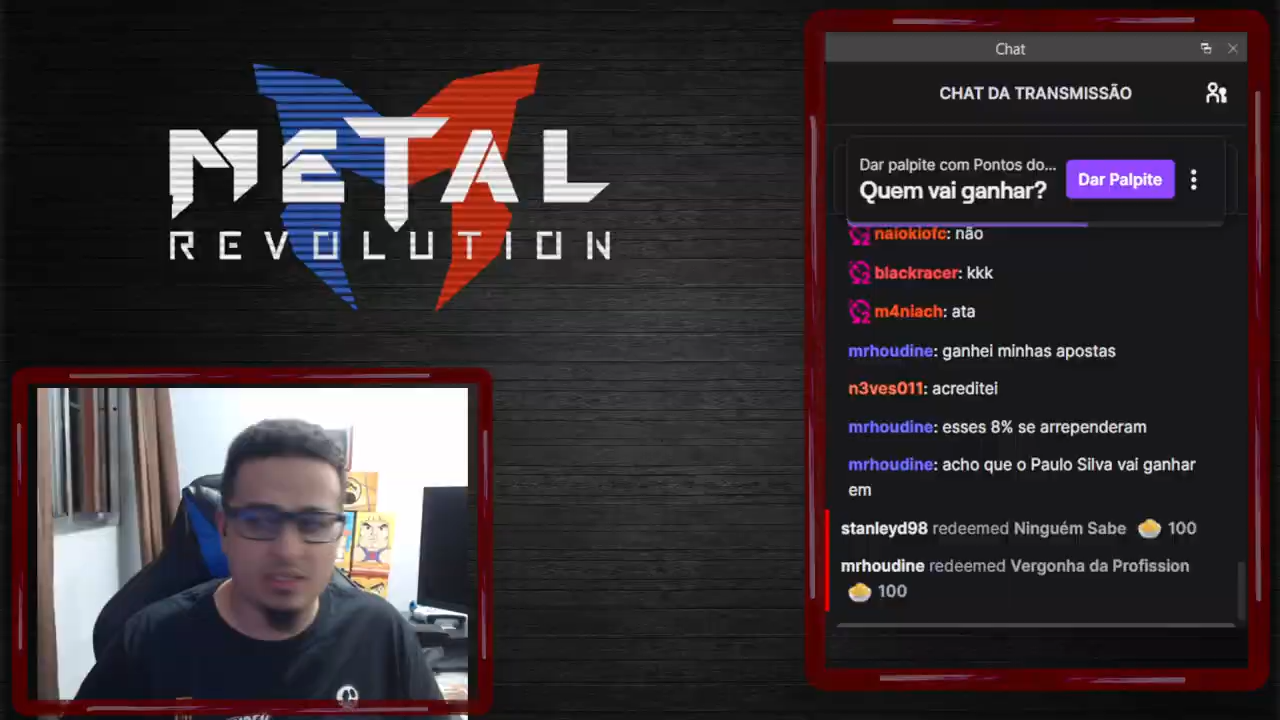 METAL
REVOLUTION
Chat
CHAT DA TRANSMISSÃO
Dar palpite com Pontos do...
Quem vai ganhar?
Dar Palpite
naiokiofc: não
blackracer: kkk
m4niach: ata
mrhoudine: ganhei minhas apostas
n3ves011: acreditei
mrhoudine: esses 8% se arrependeram
mrhoudine: acho que o Paulo Silva vai ganhar
em
stanleyd98 redeemed Ninguém Sabe 100
mrhoudine redeemed Vergonha da Profission
100